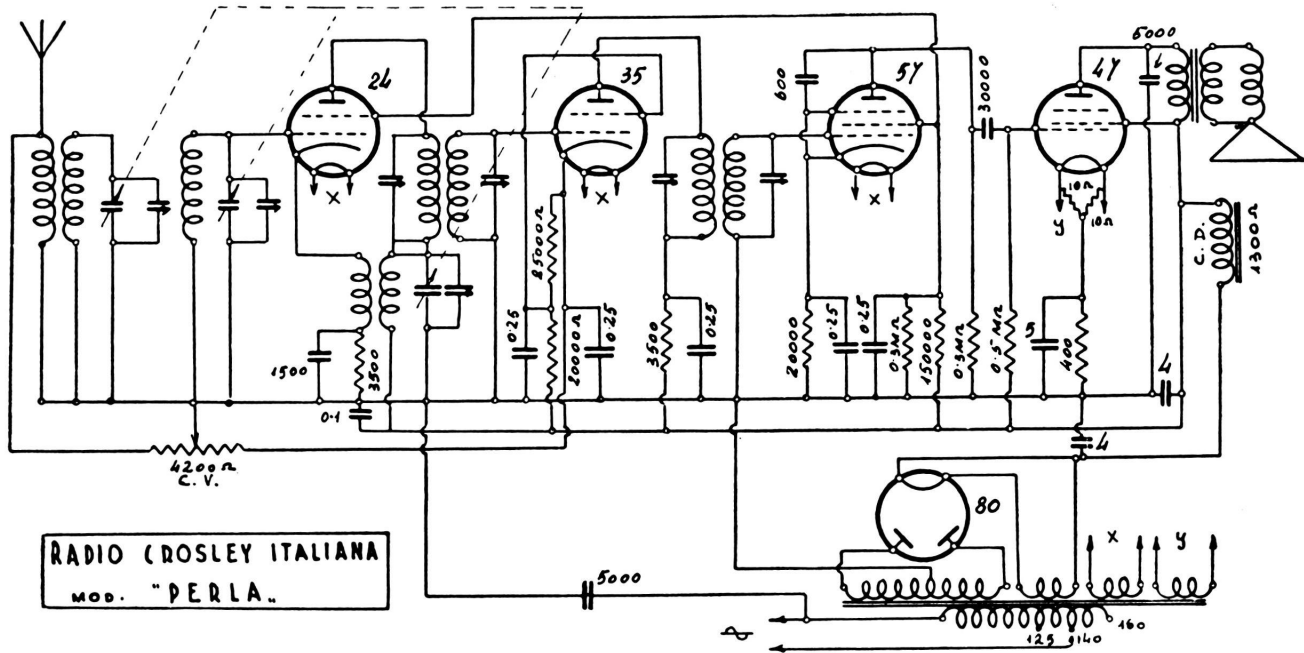 24
35
57
47
5000
600
30000
X
X
10Ω
10Ω
y
C.D.
1300Ω
85000Ω
0.25
20000Ω
0.25
3500
0.25
20000
0.25
0.25
0.3MΩ
150000
0.3MΩ
0.5MΩ
5
400
4
1500
3500
0.1
4200Ω
C.V.
4
80
X
y
RADIO CROSLEY ITALIANA
MOD. "PERLA"
5000
125
140
160